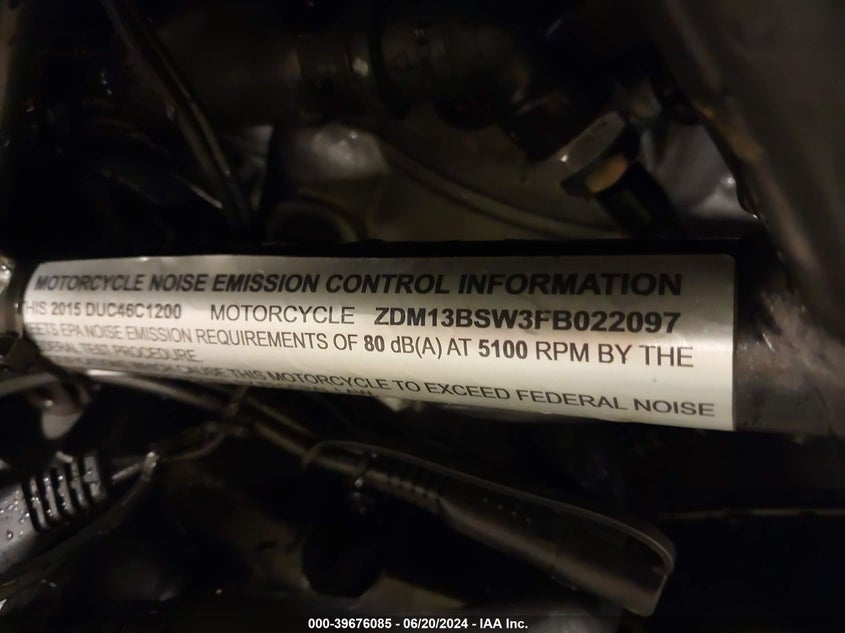 MOTORCYCLE NOISE EMISSION CONTROL INFORMATION
HIS 2015 DUC46C1200 MOTORCYCLE ZDM13BSW3FB022097
EETS EPA NOISE EMISSION REQUIREMENTS OF 80 dB(A) AT 5100 RPM BY THE
DERAL TEST PROCEDURE.
WHICH CAUSE THIS MOTORCYCLE TO EXCEED FEDERAL NOISE
000-39676085 - 06/20/2024 - IAA Inc.